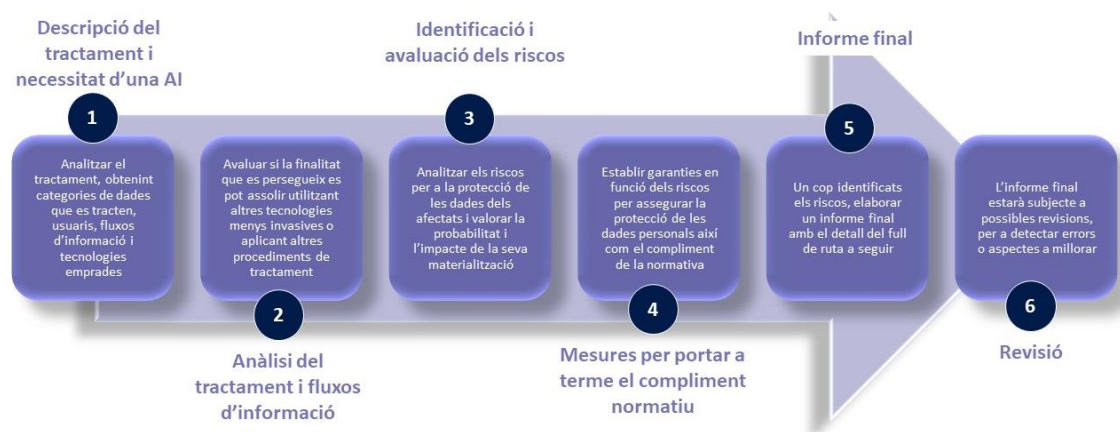 Descripció del
tractament i
necessitat d’una AI
1
Analitzar el
tractament, obtenint
categories de dades
que es tracten,
usuaris, fluxos
d’informació i
tecnologies
emprades
Avaluar si la finalitat
que es persegueix es
pot assolir utilitzant
altres tecnologies
menys invasives o
aplicant altres
procediments de
tractament
2
Anàlisi del
tractament i fluxos
d’informació
Identificació i
avaluació dels riscos
3
Analitzar els riscos
per a la protecció de
les dades dels
afectats i valorar la
probabilitat i
l’impacte de la seva
materialització
Establir garanties en
funció dels riscos
per assegurar la
protecció de les
dades personals així
com el compliment
de la normativa
4
Mesures per portar a
terme el compliment
normatiu
Informe final
5
Un cop identificats
els riscos, elaborar
un informe final
amb el detall del full
de ruta a seguir
L’informe final
estarà subjecte a
possibles revisions,
per a detectar errors
o aspectes a millorar
6
Revisió